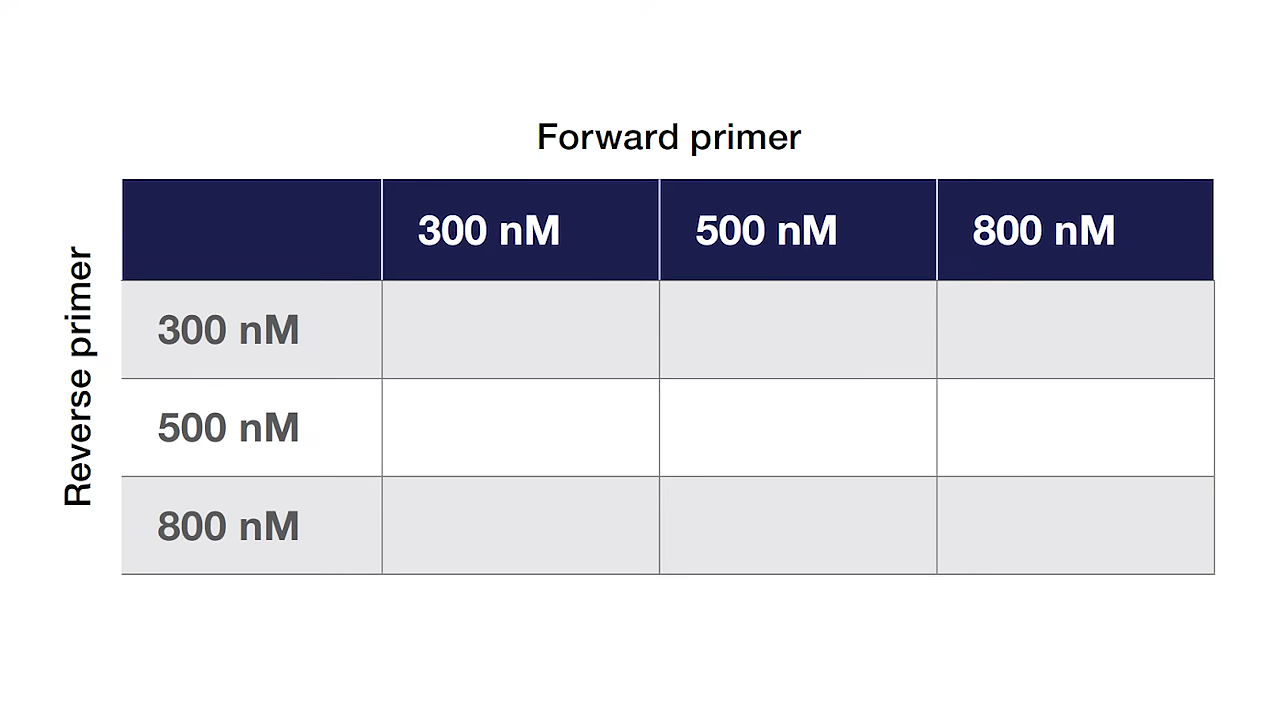 Forward primer
300 nM 500 nM 800 nM
Reverse primer
300 nM
500 nM
800 nM